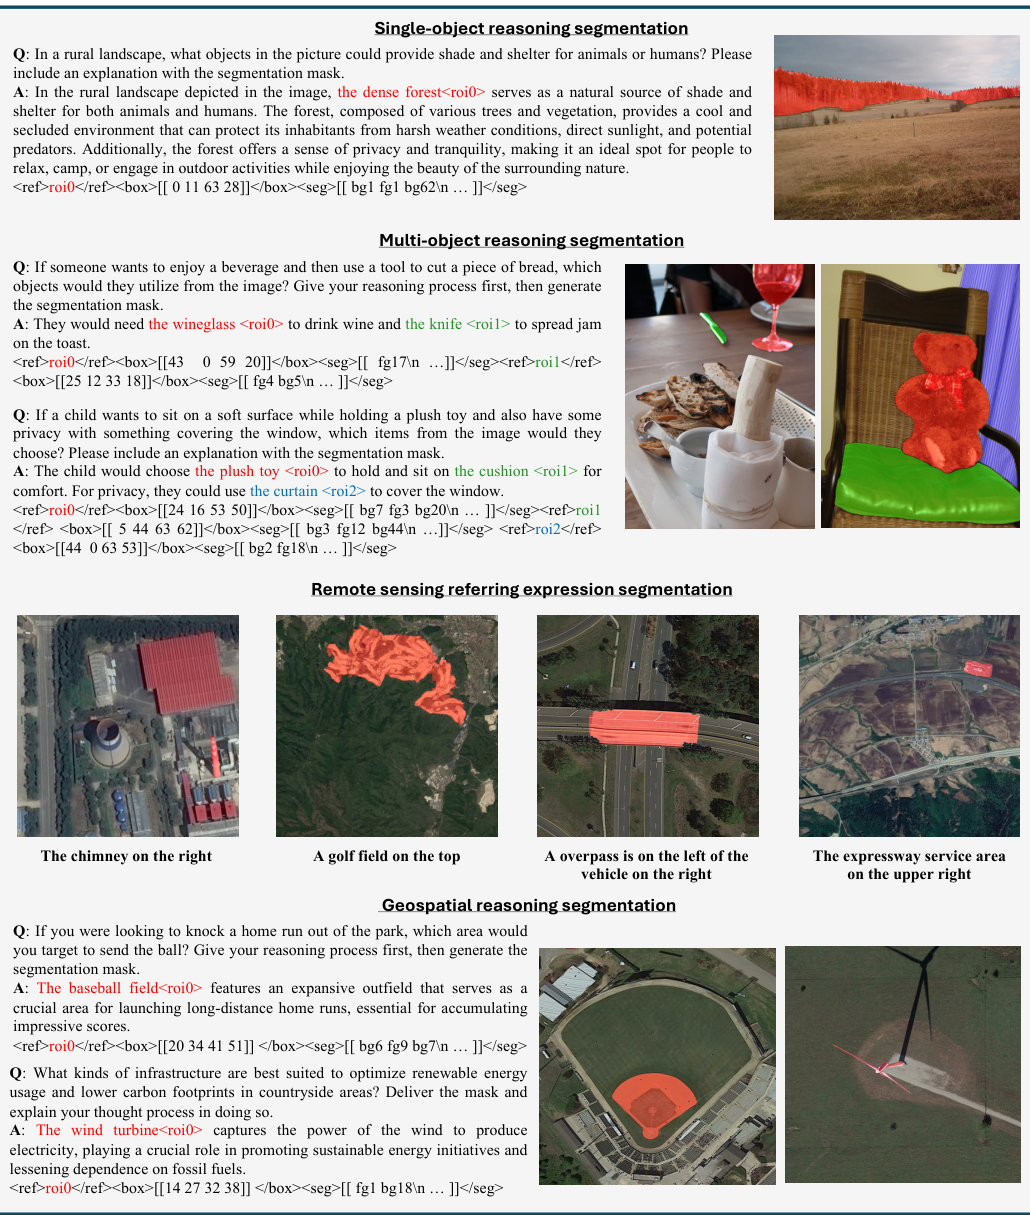 Single-object reasoning segmentation
Q: In a rural landscape, what objects in the picture could provide shade and shelter for animals or humans? Please
include an explanation with the segmentation mask.
A: In the rural landscape depicted in the image, the dense forest<roi0> serves as a natural source of shade and
shelter for both animals and humans. The forest, composed of various trees and vegetation, provides a cool and
secluded environment that can protect its inhabitants from harsh weather conditions, direct sunlight, and potential
predators. Additionally, the forest offers a sense of privacy and tranquility, making it an ideal spot for people to
relax, camp, or engage in outdoor activities while enjoying the beauty of the surrounding nature.
<ref>roi0</ref><box>[[ 0 11 63 28]]</box><seg>[[ bg1 fg1 bg62\n … ]]</seg>
Multi-object reasoning segmentation
Q: If someone wants to enjoy a beverage and then use a tool to cut a piece of bread, which
objects would they utilize from the image? Give your reasoning process first, then generate
the segmentation mask.
A: They would need the wineglass <roi0> to drink wine and the knife <roi1> to spread jam
on the toast.
<ref>roi0</ref><box>[[43 0 59 20]]</box><seg>[[ fg17\n …]]</seg><ref>roi1</ref>
<box>[[25 12 33 18]]</box><seg>[[ fg4 bg5\n … ]]</seg>
Q: If a child wants to sit on a soft surface while holding a plush toy and also have some
privacy with something covering the window, which items from the image would they
choose? Please include an explanation with the segmentation mask.
A: The child would choose the plush toy <roi0> to hold and sit on the cushion <roi1> for
comfort. For privacy, they could use the curtain <roi2> to cover the window.
<ref>roi0</ref><box>[[24 16 53 50]]</box><seg>[[ bg7 fg3 bg20\n … ]]</seg><ref>roi1
</ref> <box>[[ 5 44 63 62]]</box><seg>[[ bg3 fg12 bg44\n …]]</seg> <ref>roi2</ref>
<box>[[44 0 63 53]]</box><seg>[[ bg2 fg18\n … ]]</seg>
Remote sensing referring expression segmentation
The chimney on the right
A golf field on the top
A overpass is on the left of the
vehicle on the right
The expressway service area
on the upper right
Geospatial reasoning segmentation
Q: If you were looking to knock a home run out of the park, which area would
you target to send the ball? Give your reasoning process first, then generate the
segmentation mask.
A: The baseball field<roi0> features an expansive outfield that serves as a
crucial area for launching long-distance home runs, essential for accumulating
impressive scores.
<ref>roi0</ref><box>[[20 34 41 51]] </box><seg>[[ bg6 fg9 bg7\n … ]]</seg>
Q: What kinds of infrastructure are best suited to optimize renewable energy
usage and lower carbon footprints in countryside areas? Deliver the mask and
explain your thought process in doing so.
A: The wind turbine<roi0> captures the power of the wind to produce
electricity, playing a crucial role in promoting sustainable energy initiatives and
lessening dependence on fossil fuels.
<ref>roi0</ref><box>[[14 27 32 38]] </box><seg>[[ fg1 bg18\n … ]]</seg>